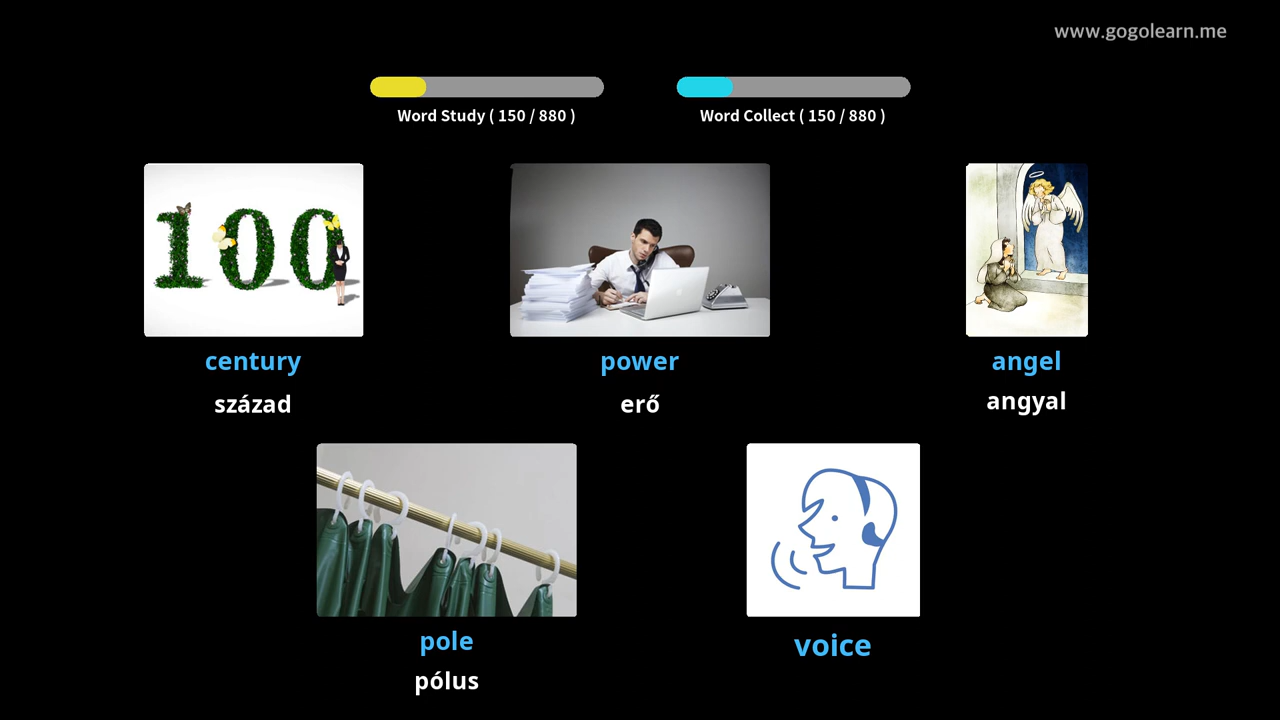 www.gogolearn.me
Word Study ( 150 / 880 )
Word Collect ( 150 / 880 )
100
century
power
angel
század
erő
angyal
pole
voice
pólus